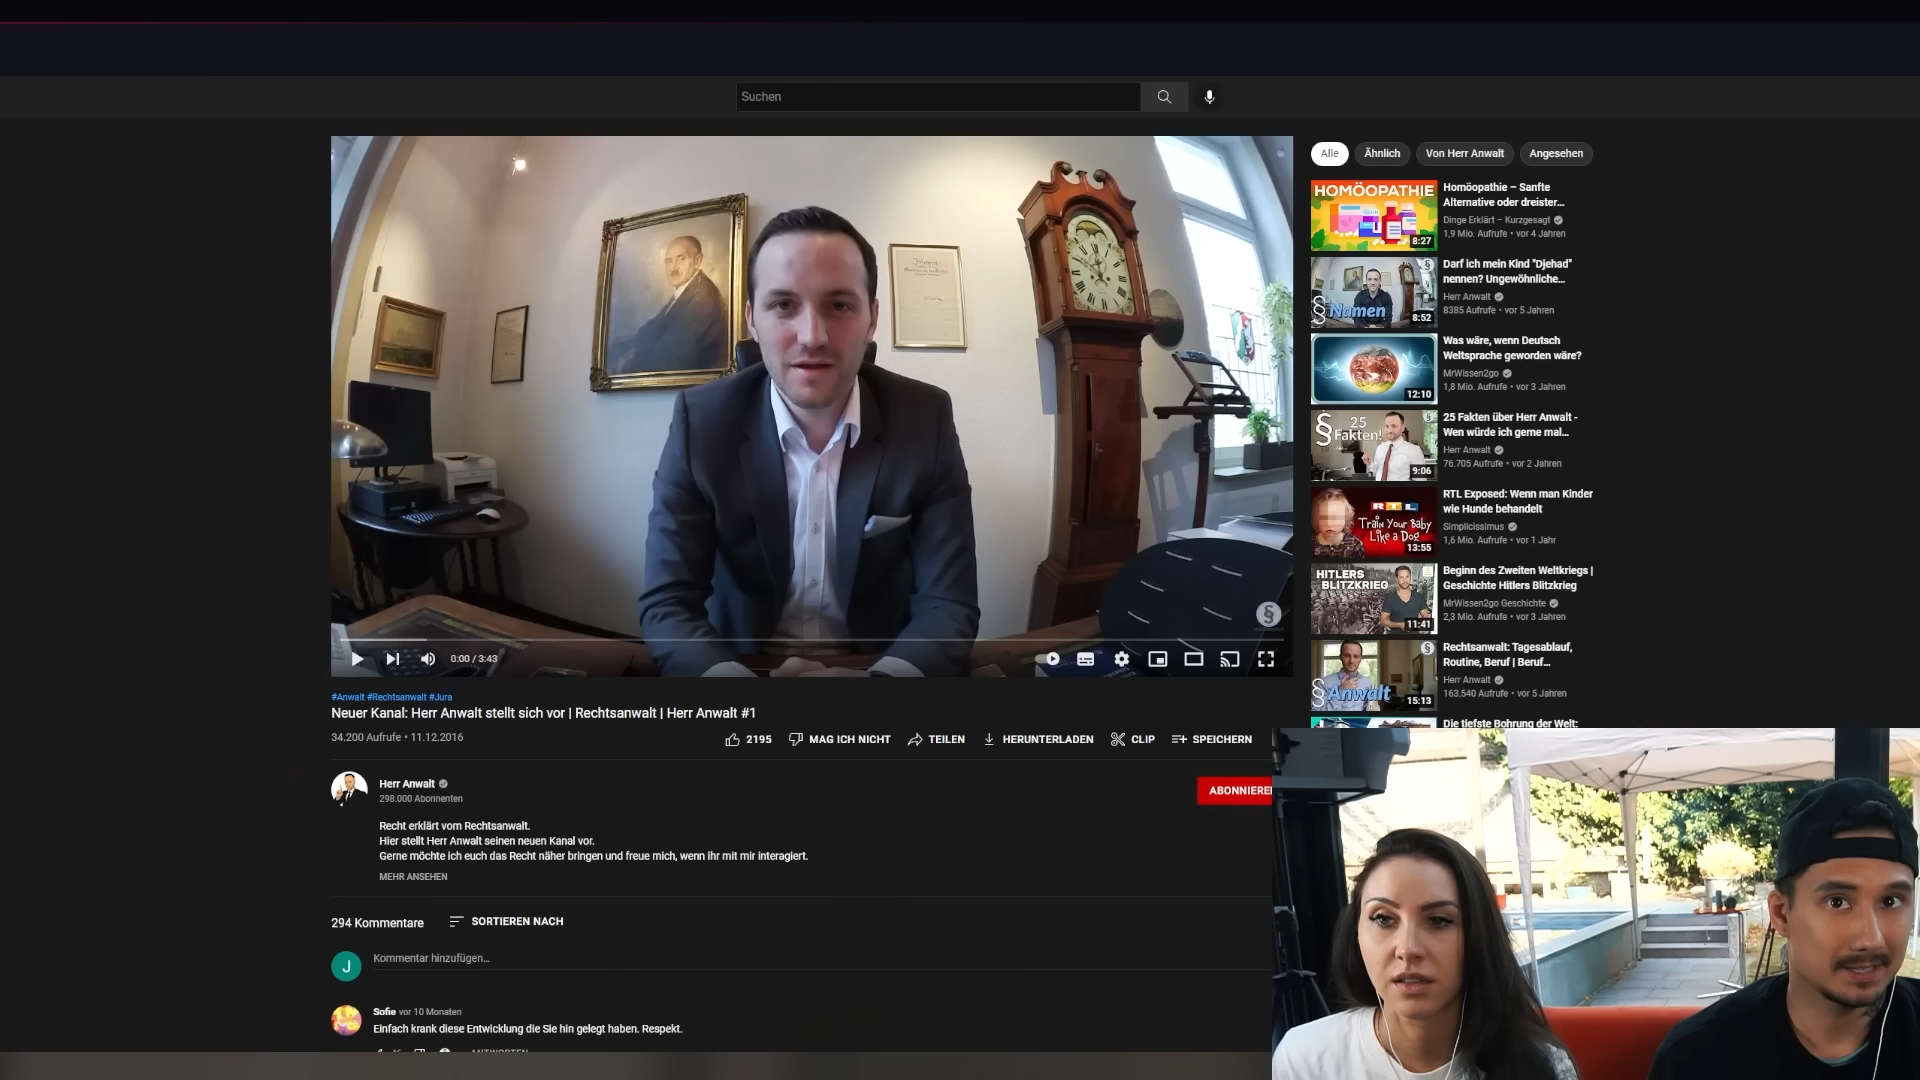 Suchen
Alle
Ähnlich
Von Herr Anwalt
Angesehen
HOMÖOPATHIE
8:27
Homöopathie – Sanfte
Alternative oder dreister...
Dinge Erklärt – Kurzgesagt
1,9 Mio. Aufrufe • vor 4 Jahren
§ Namen
8:52
Darf ich mein Kind "Djehad"
nennen? Ungewöhnliche...
Herr Anwalt
8385 Aufrufe • vor 5 Jahren
12:10
Was wäre, wenn Deutsch
Weltsprache geworden wäre?
MrWissen2go
1,8 Mio. Aufrufe • vor 3 Jahren
§ 25
Fakten!
9:06
25 Fakten über Herr Anwalt -
Wen würde ich gerne mal...
Herr Anwalt
76.705 Aufrufe • vor 2 Jahren
RTL
Train Your Baby
Like a Dog
13:55
RTL Exposed: Wenn man Kinder
wie Hunde behandelt
Simplicissimus
1,6 Mio. Aufrufe • vor 1 Jahr
HITLERS
BLITZKRIEG
11:41
Beginn des Zweiten Weltkriegs |
Geschichte Hitlers Blitzkrieg
MrWissen2go Geschichte
2,3 Mio. Aufrufe • vor 3 Jahren
§ Anwalt
15:13
Rechtsanwalt: Tagesablauf,
Routine, Beruf | Beruf...
Herr Anwalt
163.540 Aufrufe • vor 5 Jahren
Die tiefste Bohrung der Welt:
§
0:00 / 3:43
#Anwalt #Rechtsanwalt #Jura
Neuer Kanal: Herr Anwalt stellt sich vor | Rechtsanwalt | Herr Anwalt #1
34.200 Aufrufe • 11.12.2016
2195
MAG ICH NICHT
TEILEN
HERUNTERLADEN
CLIP
SPEICHERN
Herr Anwalt
298.000 Abonnenten
ABONNIEREN
Recht erklärt vom Rechtsanwalt.
Hier stellt Herr Anwalt seinen neuen Kanal vor.
Gerne möchte ich euch das Recht näher bringen und freue mich, wenn ihr mit mir interagiert.
MEHR ANSEHEN
294 Kommentare
SORTIEREN NACH
J
Kommentar hinzufügen...
Sofie vor 10 Monaten
Einfach krank diese Entwicklung die Sie hin gelegt haben. Respekt.
ANTWORTEN